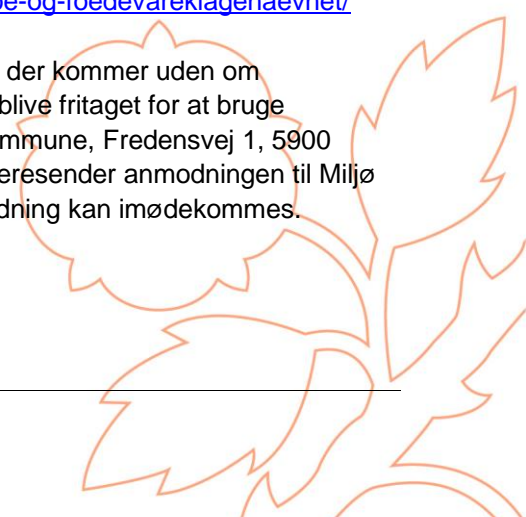 oe-og-foedevareklagenaevnet/
der kommer uden om
blive fritaget for at bruge
mmune, Fredensvej 1, 5900
eresender anmodningen til Miljø
dning kan imødekommes.